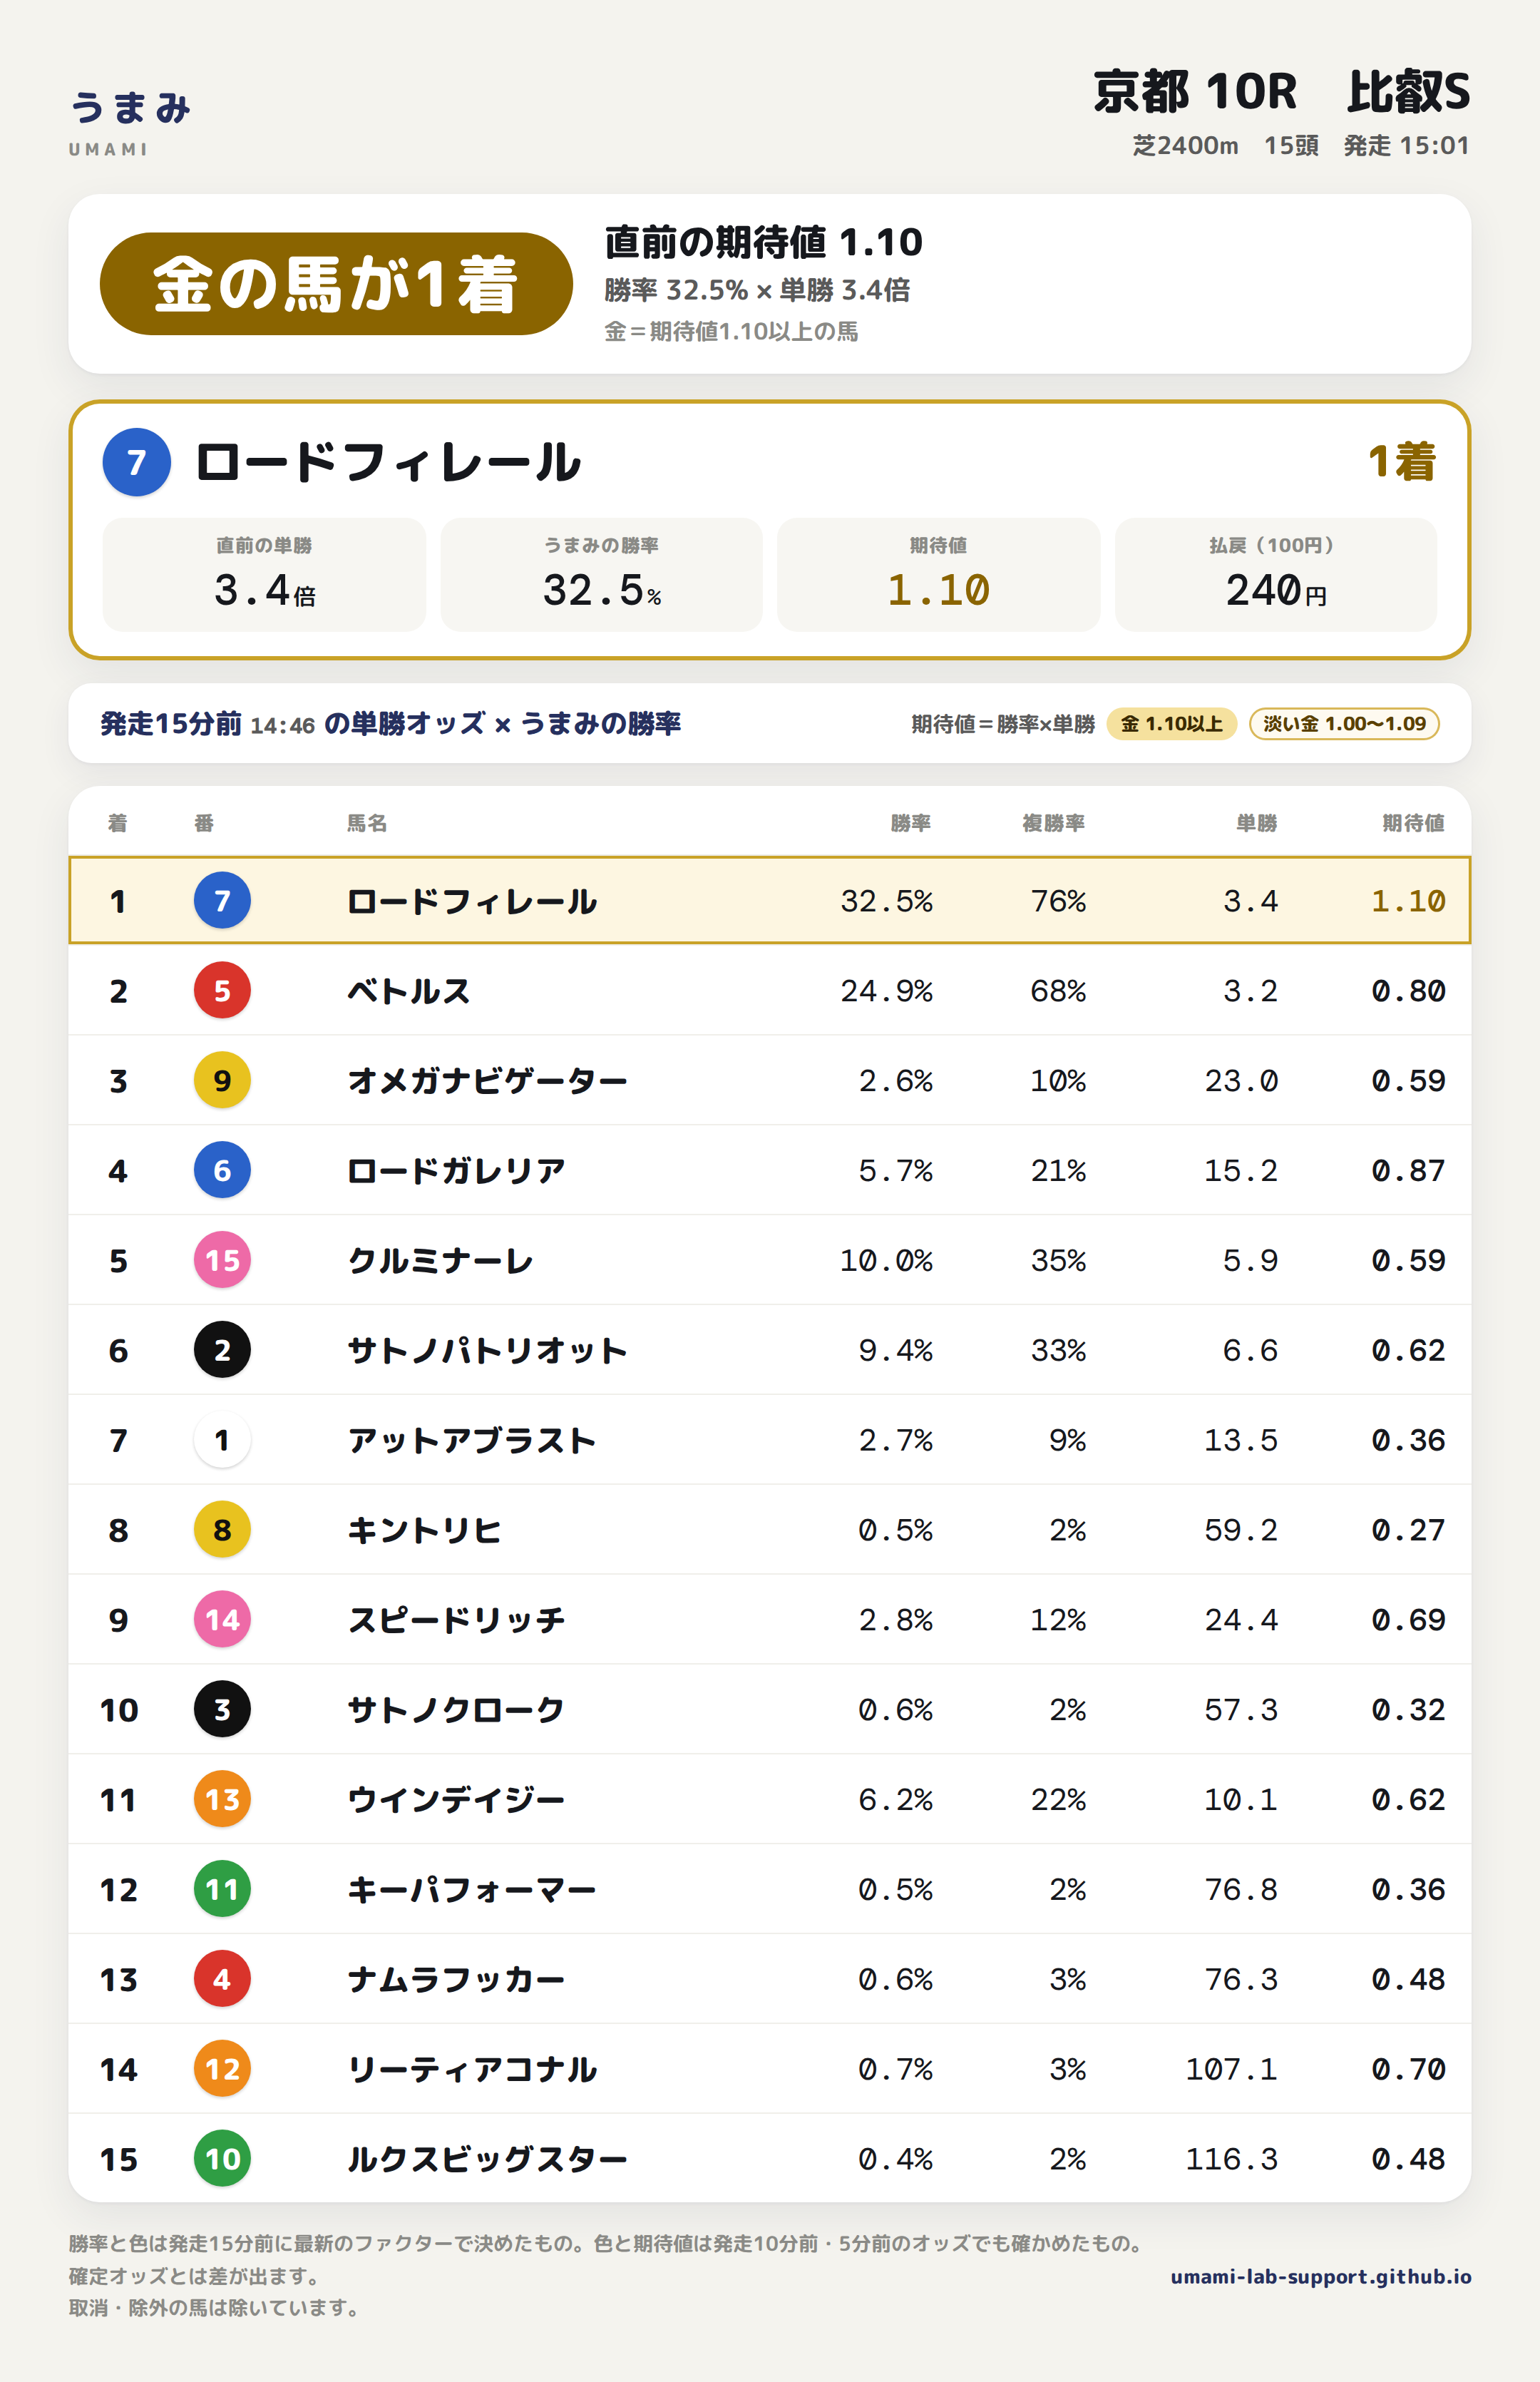 うまみ
UMAMI
京都 10R 比叡S
芝2400m 15頭 発走 15:01
金の馬が1着
直前の期待値 1.10
勝率 32.5% × 単勝 3.4倍
金＝期待値1.10以上の馬
7 ロードフィレール 1着
直前の単勝 うまみの勝率 期待値 払戻（100円）
3.4倍 32.5% 1.10 240円
発走15分前 14:46 の単勝オッズ × うまみの勝率 期待値＝勝率×単勝 金 1.10以上 淡い金 1.00〜1.09
着 番 馬名 勝率 複勝率 単勝 期待値
1 7 ロードフィレール 32.5% 76% 3.4 1.10
2 5 ベトルス 24.9% 68% 3.2 0.80
3 9 オメガナビゲーター 2.6% 10% 23.0 0.59
4 6 ロードガレリア 5.7% 21% 15.2 0.87
5 15 クルミナーレ 10.0% 35% 5.9 0.59
6 2 サトノパトリオット 9.4% 33% 6.6 0.62
7 1 アットアブラスト 2.7% 9% 13.5 0.36
8 8 キントリヒ 0.5% 2% 59.2 0.27
9 14 スピードリッチ 2.8% 12% 24.4 0.69
10 3 サトノクローク 0.6% 2% 57.3 0.32
11 13 ウインデイジー 6.2% 22% 10.1 0.62
12 11 キーパフォーマー 0.5% 2% 76.8 0.36
13 4 ナムラフッカー 0.6% 3% 76.3 0.48
14 12 リーティアコナル 0.7% 3% 107.1 0.70
15 10 ルクスビッグスター 0.4% 2% 116.3 0.48
勝率と色は発走15分前に最新のファクターで決めたもの。色と期待値は発走10分前・5分前のオッズでも確かめたもの。
確定オッズとは差が出ます。
取消・除外の馬は除いています。
umami-lab-support.github.io